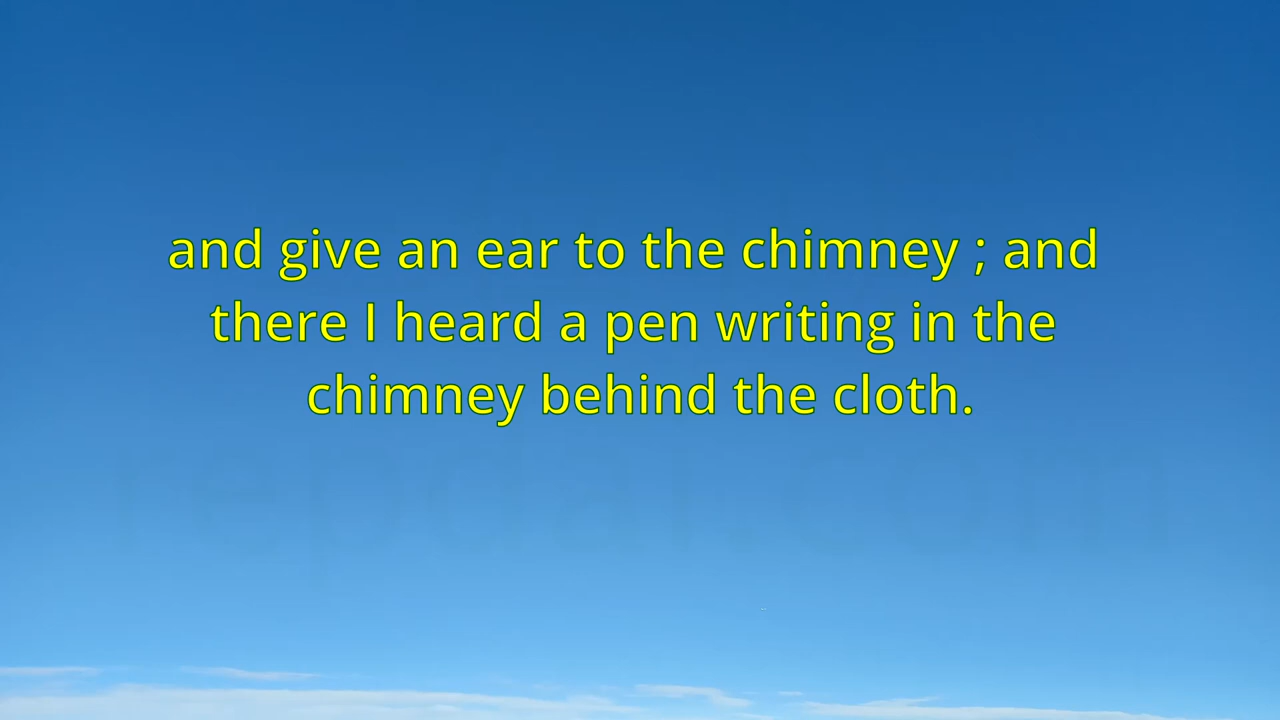 and give an ear to the chimney ; and
there I heard a pen writing in the
chimney behind the cloth.